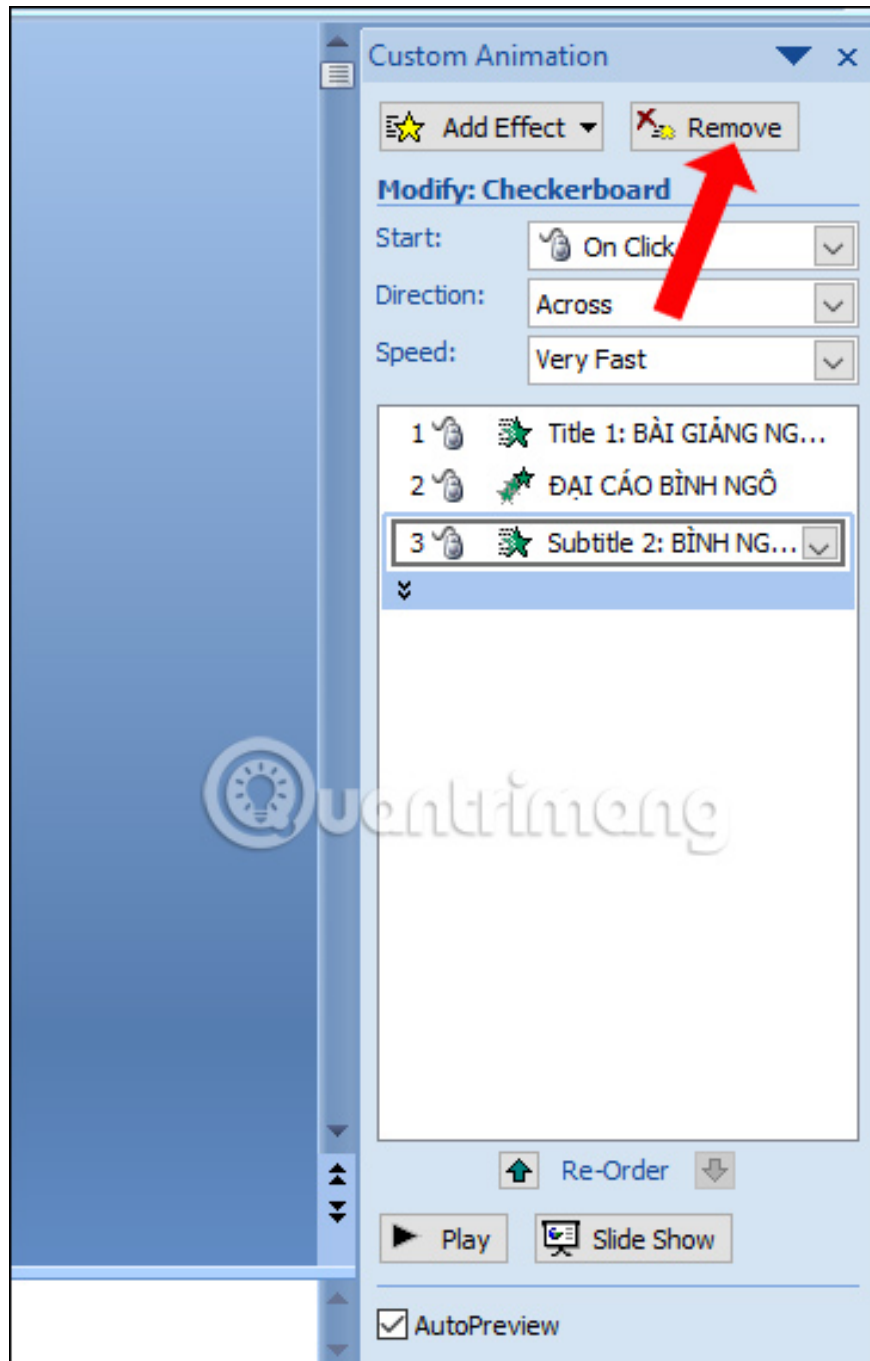 Custom Animation
Add Effect Remove
Modify: Checkerboard
Start: On Click
Direction: Across
Speed: Very Fast
1 Title 1: BÀI GIẢNG NG...
2 ĐẠI CÁO BÌNH NGÔ
3 Subtitle 2: BÌNH NG...
Quantrimang
Re-Order
Play Slide Show
AutoPreview